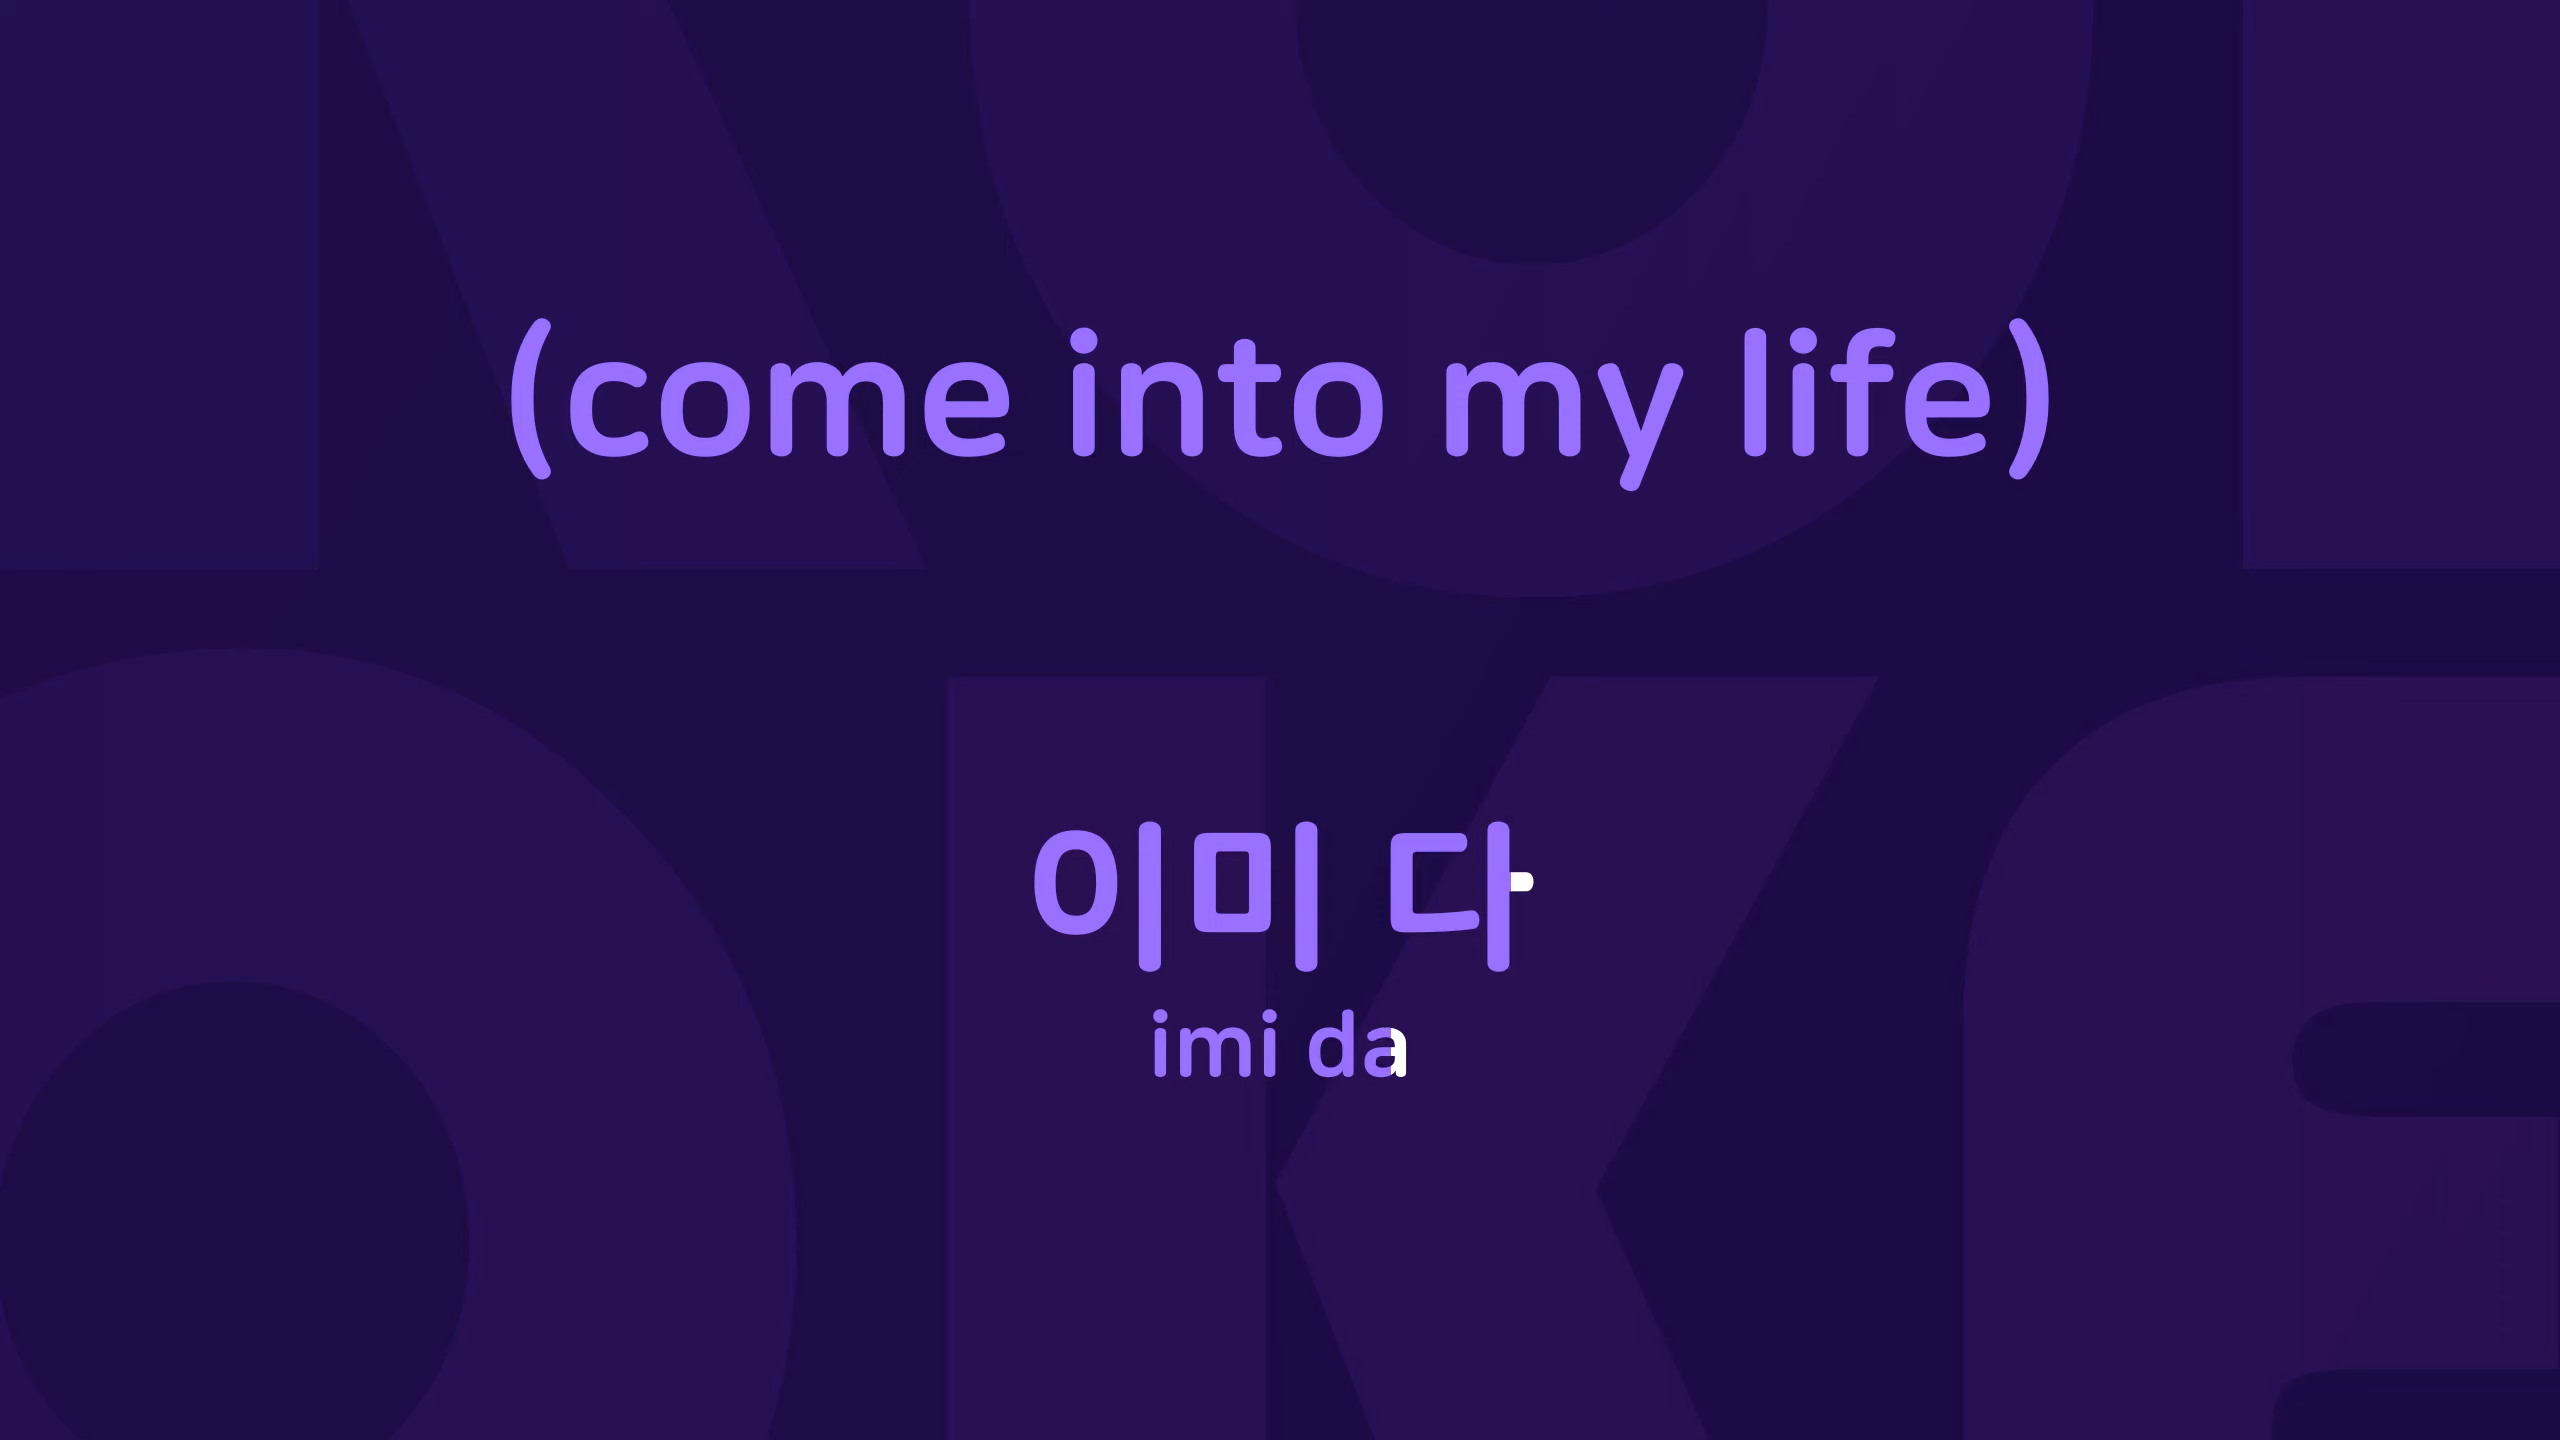 (come into my life)
이미 다
imi da